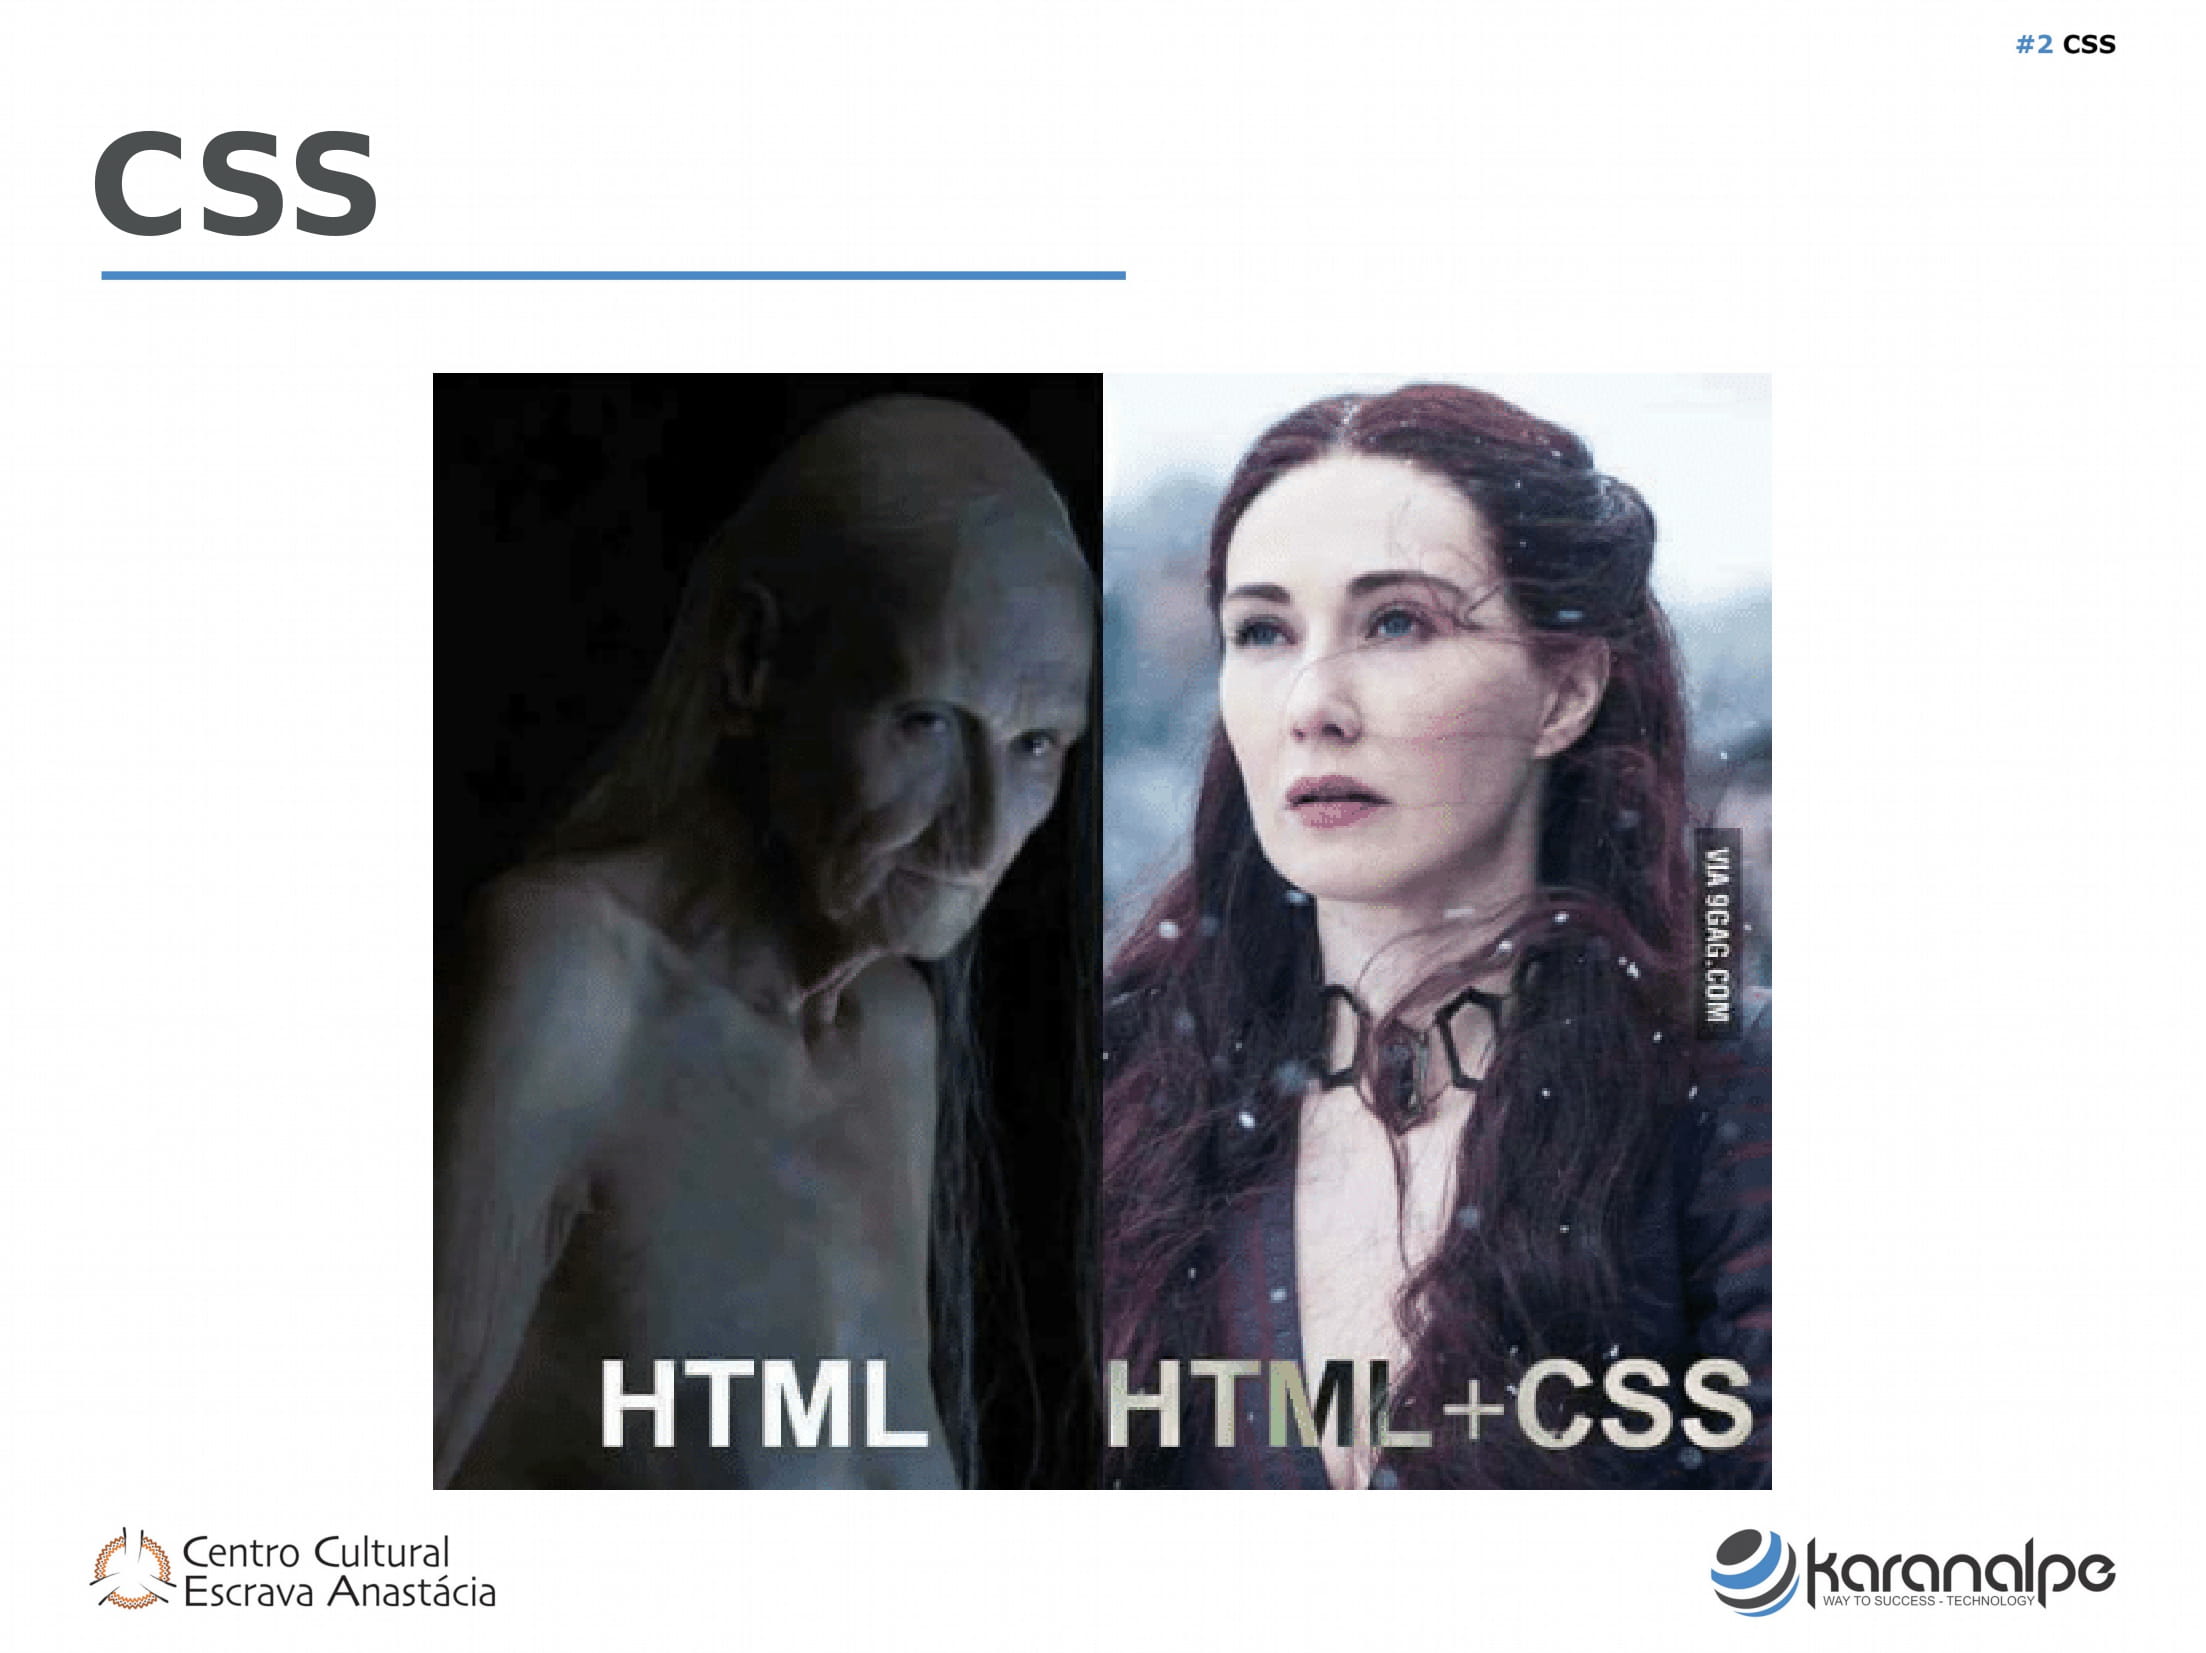 #2 CSS
CSS
VIA 9GAG.COM
HTML
HTML+CSS
Centro Cultural
Escrava Anastácia
karanalpe
WAY TO SUCCESS - TECHNOLOGY